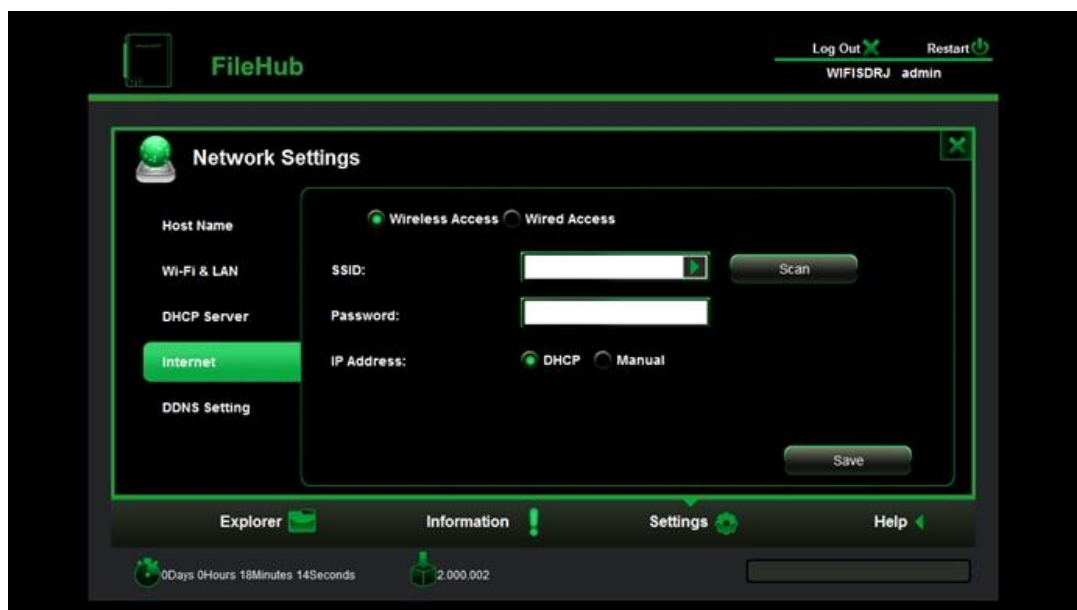 FileHub
Log Out Restart
WIFISDRJ admin
Network Settings
Host Name
Wireless Access Wired Access
Wi-Fi & LAN
SSID:
Scan
DHCP Server
Password:
Internet
IP Address:
DHCP Manual
DDNS Setting
Save
Explorer Information Settings Help
0Days 0Hours 18Minutes 14Seconds
2.000.002